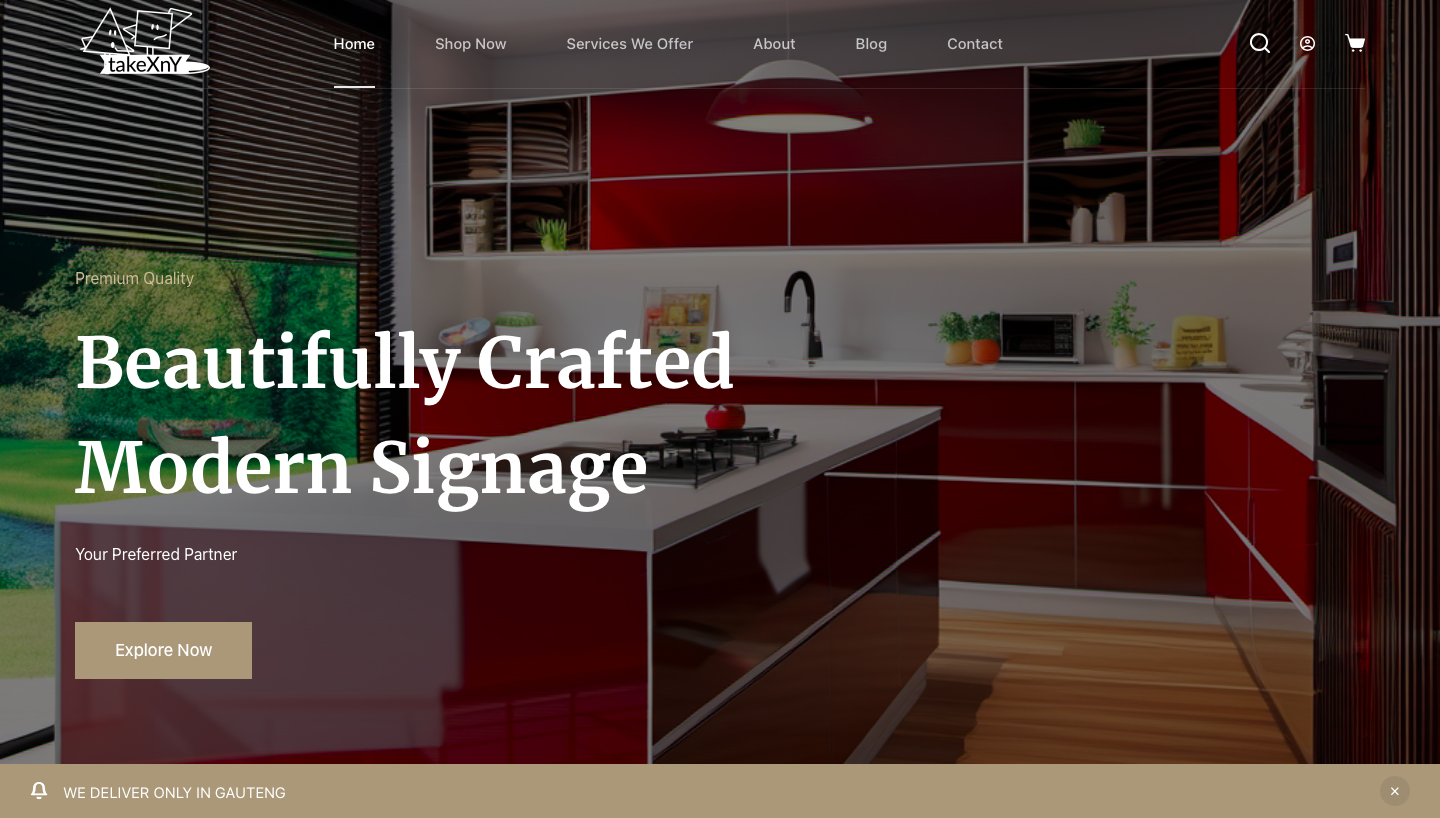 takeXnY
Home
Shop Now
Services We Offer
About
Blog
Contact
Premium Quality
Beautifully Crafted
Modern Signage
Your Preferred Partner
Explore Now
WE DELIVER ONLY IN GAUTENG